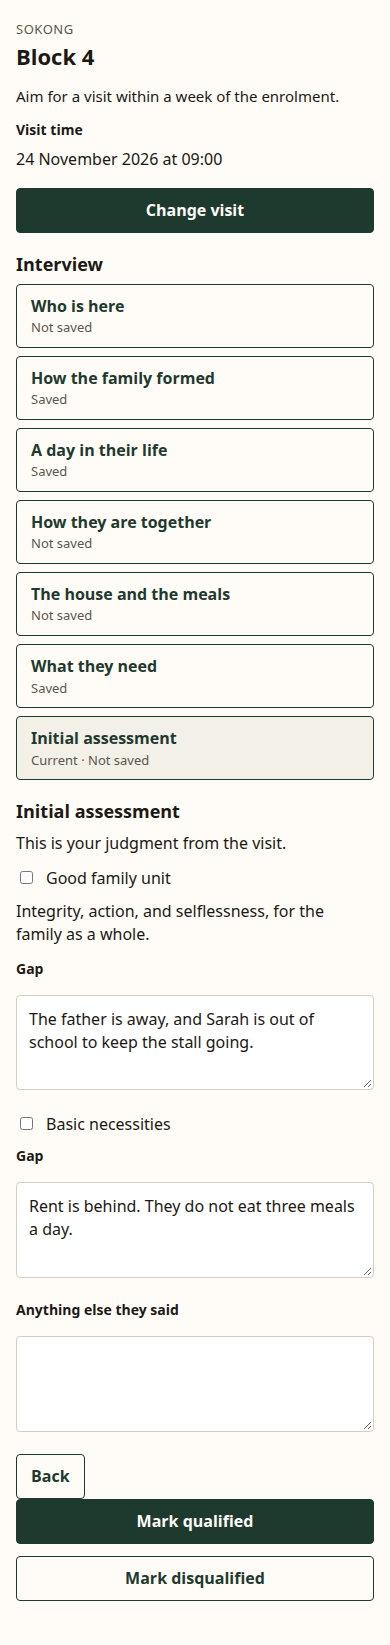 SOKONG
Block 4
Aim for a visit within a week of the enrolment.
Visit time
24 November 2026 at 09:00
Change visit
Interview
Who is here
Not saved
How the family formed
Saved
A day in their life
Saved
How they are together
Not saved
The house and the meals
Not saved
What they need
Saved
Initial assessment
Current · Not saved
Initial assessment
This is your judgment from the visit.
Good family unit
Integrity, action, and selflessness, for the
family as a whole.
Gap
The father is away, and Sarah is out of
school to keep the stall going.
Basic necessities
Gap
Rent is behind. They do not eat three meals
a day.
Anything else they said
Back
Mark qualified
Mark disqualified